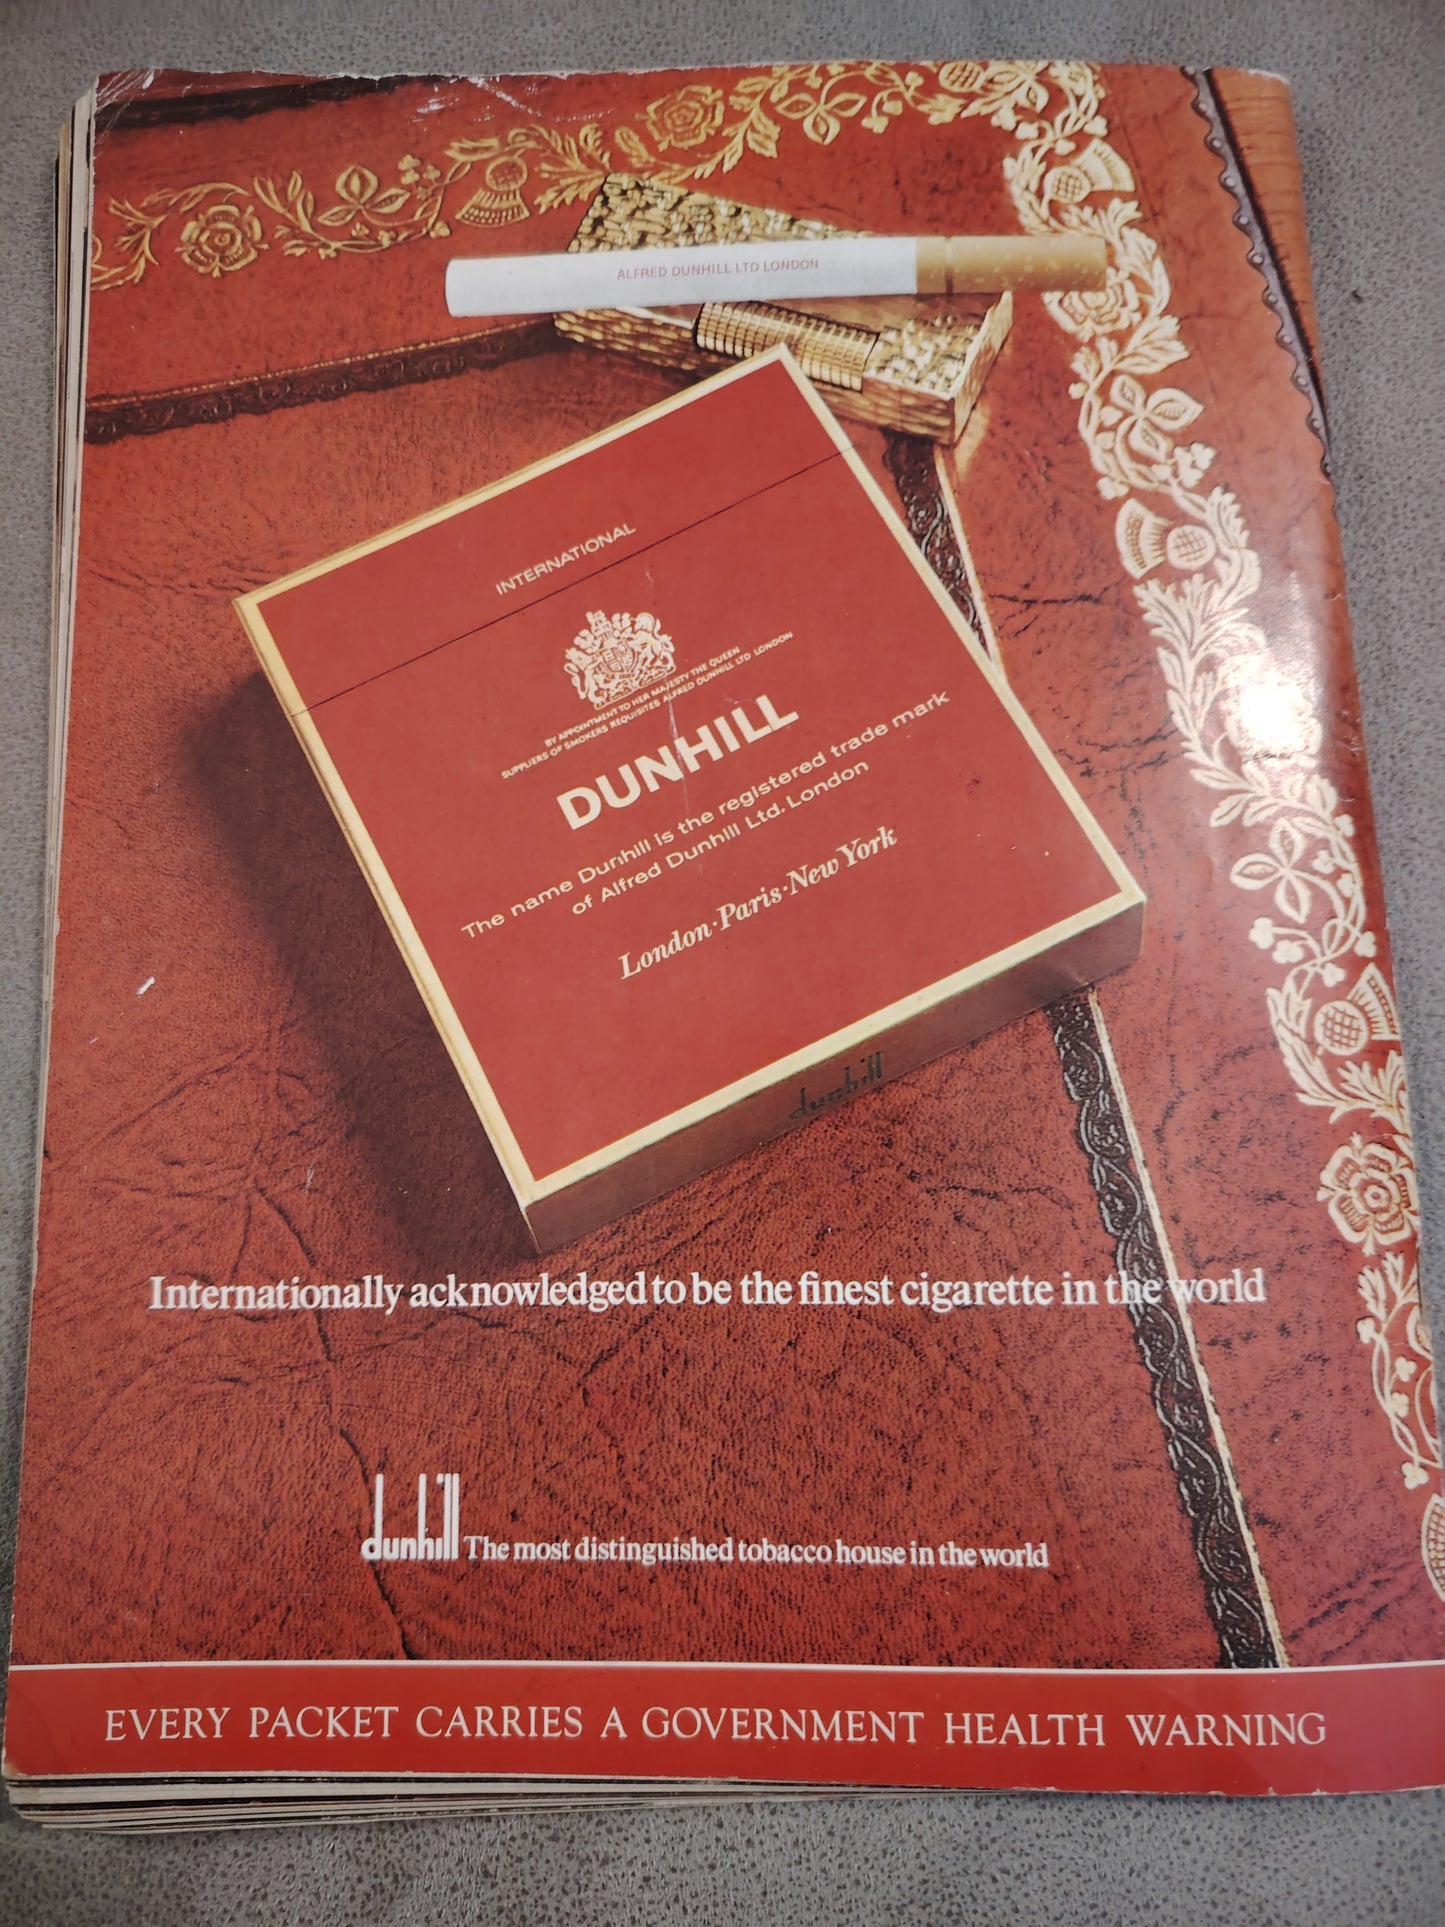 ALFRED DUNHILL LTD LONDON
INTERNATIONAL
BY APPOINTMENT TO HER MAJESTY THE QUEEN
SUPPLIERS OF SMOKERS REQUISITES ALFRED DUNHILL LTD LONDON
DUNHILL
The name Dunhill is the registered trade mark
of Alfred Dunhill Ltd. London
London·Paris·New York
dunhill
Internationally acknowledged to be the finest cigarette in the world
dunhill The most distinguished tobacco house in the world
EVERY PACKET CARRIES A GOVERNMENT HEALTH WARNING